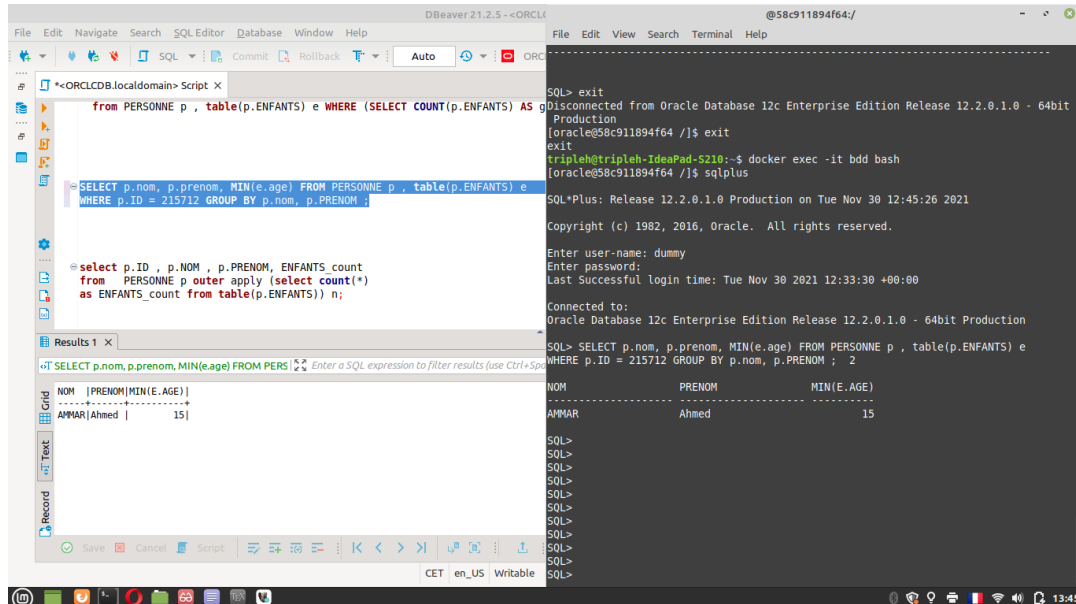 DBeaver 21.2.5 - <ORCL
File Edit Navigate Search SQL Editor Database Window Help
SQL Commit Rollback Auto ORC
*<ORCLCDB.localdomain> Script
from PERSONNE p , table(p.ENFANTS) e WHERE (SELECT COUNT(p.ENFANTS) AS g
SELECT p.nom, p.prenom, MIN(e.age) FROM PERSONNE p , table(p.ENFANTS) e
WHERE p.ID = 215712 GROUP BY p.nom, p.PRENOM ;
select p.ID , p.NOM , p.PRENOM, ENFANTS_count
from PERSONNE p outer apply (select count(*)
as ENFANTS_count from table(p.ENFANTS)) n;
Results 1
SELECT p.nom, p.prenom, MIN(e.age) FROM PERS Enter a SQL expression to filter results (use Ctrl+Spa
Grid
Text
Record
NOM |PRENOM|MIN(E.AGE)|
-----+------+----------+
AMMAR|Ahmed | 15|
Save Cancel Script
CET en_US Writable
@58c911894f64:/
File Edit View Search Terminal Help
--------------------------------------------------------------------------------
SQL> exit
Disconnected from Oracle Database 12c Enterprise Edition Release 12.2.0.1.0 - 64bit
Production
[oracle@58c911894f64 /]$ exit
exit
tripleh@tripleh-IdeaPad-S210:~$ docker exec -it bdd bash
[oracle@58c911894f64 /]$ sqlplus
SQL*Plus: Release 12.2.0.1.0 Production on Tue Nov 30 12:45:26 2021
Copyright (c) 1982, 2016, Oracle. All rights reserved.
Enter user-name: dummy
Enter password:
Last Successful login time: Tue Nov 30 2021 12:33:30 +00:00
Connected to:
Oracle Database 12c Enterprise Edition Release 12.2.0.1.0 - 64bit Production
SQL> SELECT p.nom, p.prenom, MIN(e.age) FROM PERSONNE p , table(p.ENFANTS) e
WHERE p.ID = 215712 GROUP BY p.nom, p.PRENOM ; 2
NOM PRENOM MIN(E.AGE)
-------------------- -------------------- ----------
AMMAR Ahmed 15
SQL>
SQL>
SQL>
SQL>
SQL>
SQL>
SQL>
SQL>
SQL>
SQL>
SQL>
13:45